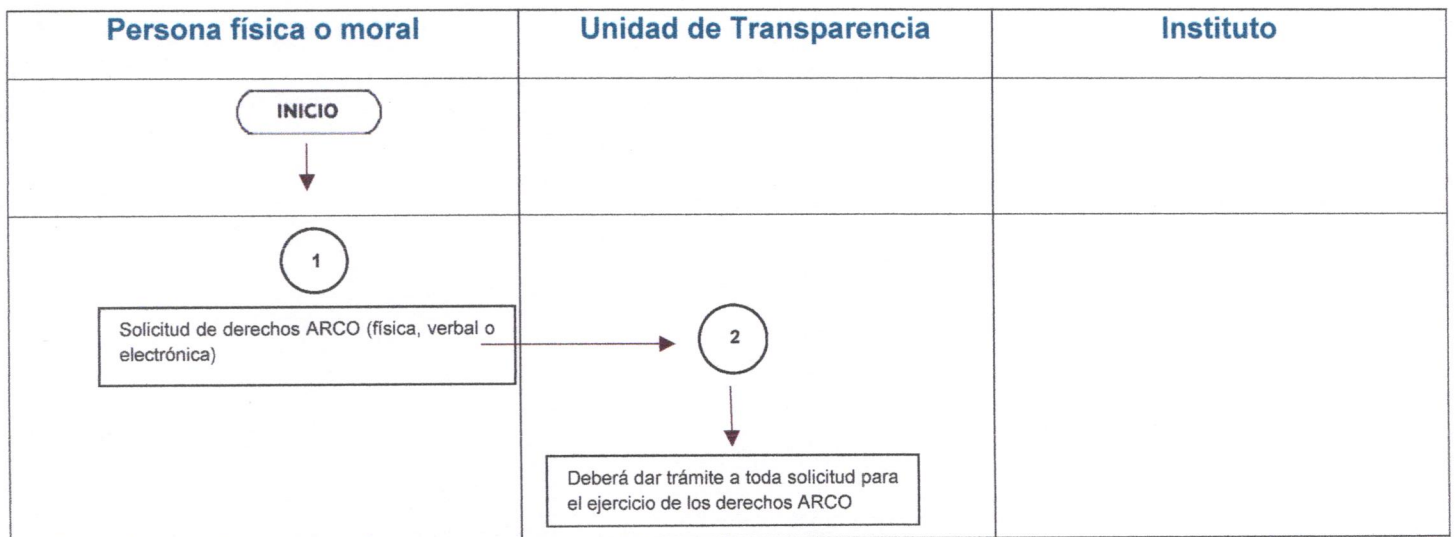 Persona física o moral
Unidad de Transparencia
Instituto
INICIO
1
Solicitud de derechos ARCO (física, verbal o
electrónica)
2
Deberá dar trámite a toda solicitud para
el ejercicio de los derechos ARCO